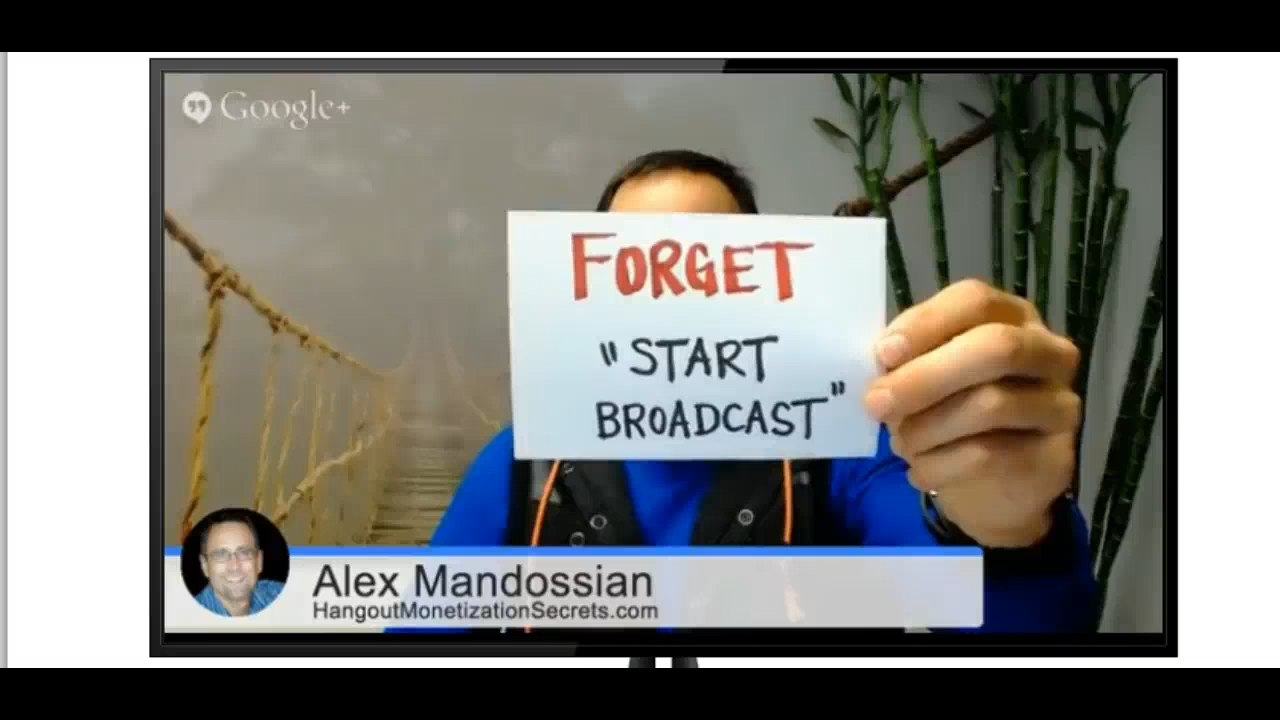 Google+
FORGET
"START
BROADCAST"
Alex Mandossian
HangoutMonetizationSecrets.com